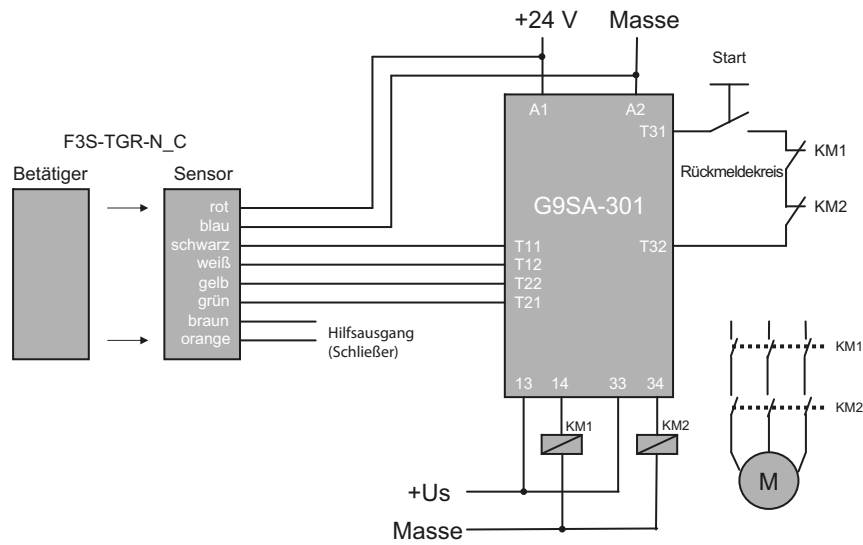 +24 V
Masse
Start
A1
A2
T31
F3S-TGR-N_C
KM1
Betätiger
Sensor
Rückmeldekreis
rot
G9SA-301
KM2
blau
schwarz
T11
T32
weiß
T12
gelb
T22
grün
T21
braun
Hilfsausgang
orange
(Schließer)
KM1
13
14
33
34
KM2
KM1
KM2
M
+Us
Masse